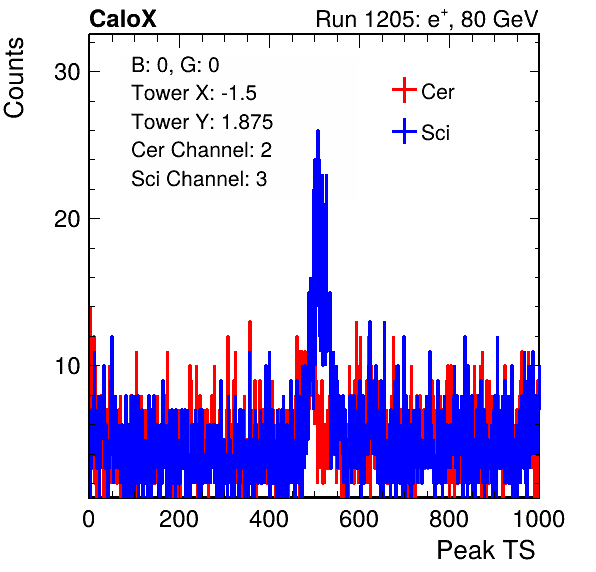 CaloX Run 1205: e⁺, 80 GeV
Counts
B: 0, G: 0
Tower X: -1.5
Tower Y: 1.875
Cer Channel: 2
Sci Channel: 3
Cer
Sci
30
20
10
0 200 400 600 800 1000
Peak TS